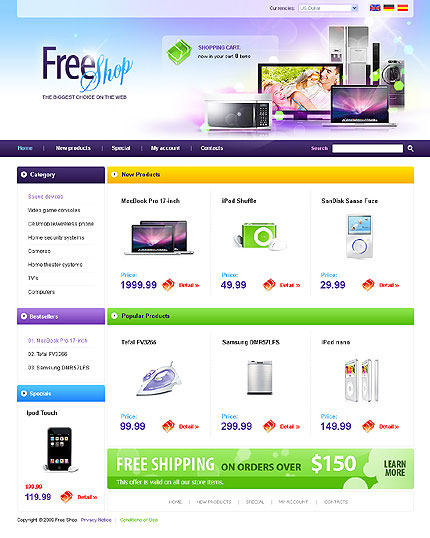 Currencies: US Dollar
Free Shop
THE BIGGEST CHOICE ON THE WEB
SHOPPING CART:
now in your cart 0 items
Home | New products | Special | My account | Contacts
Search
Category
Sound devices
Video game consoles
Cell/mobile/wireless phone
Home security systems
Cameras
Home theater systems
TV's
Computers
Bestsellers
01. MacBook Pro 17-inch
02. Tefal FV3266
03. Samsung DMR57LFS
Specials
Ipod Touch
199.99
119.99 Detail »
New Products
MacBook Pro 17-inch
iPod Shuffle
SanDisk Sansa Fuze
Price: Price: Price:
1999.99 Detail » 49.99 Detail » 29.99 Detail »
Popular Products
Tefal FV3266
Samsung DMR57LFS
iPod nano
Price: Price: Price:
99.99 Detail » 299.99 Detail » 149.99 Detail »
FREE SHIPPING ON ORDERS OVER $150
This offer is valid on all our store items.
LEARN MORE
HOME | NEW PRODUCTS | SPECIAL | MY ACCOUNT | CONTACTS
Copyright © 2009 Free Shop Privacy Notice | Conditions of Use